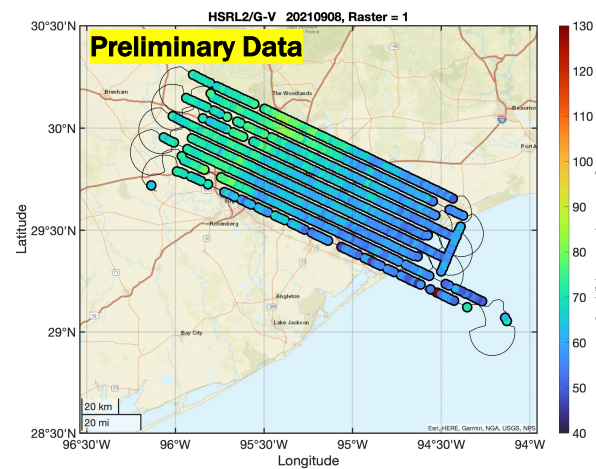 HSRL2/G-V 20210908, Raster = 1
Preliminary Data
30°30'N
30°N
29°30'N
29°N
28°30'N
96°30'W
96°W
95°30'W
95°W
94°30'W
94°W
Latitude
Longitude
Brenham
The Woodlands
Beaumo
Port A
Rosenberg
Angleton
Lake Jackson
Bay City
20 km
20 mi
Esri, HERE, Garmin, NGA, USGS, NPS
130
120
110
100
90
80
70
60
50
40